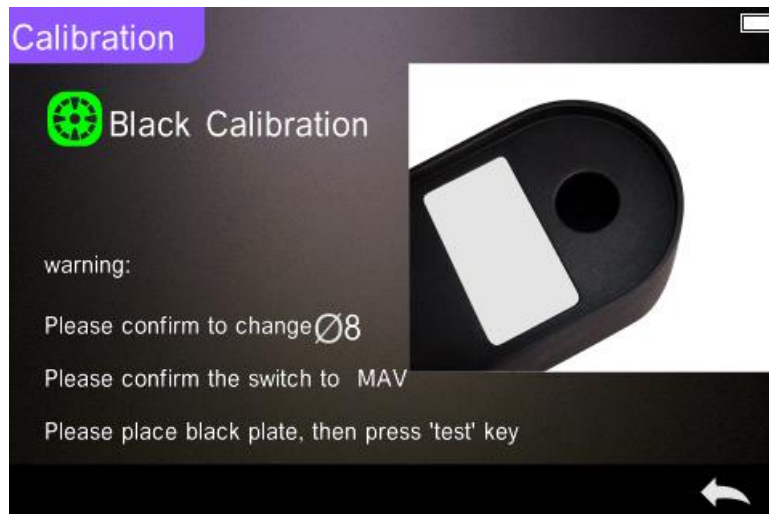 Calibration
Black Calibration
warning:
Please confirm to change∅8
Please confirm the switch to MAV
Please place black plate, then press 'test' key